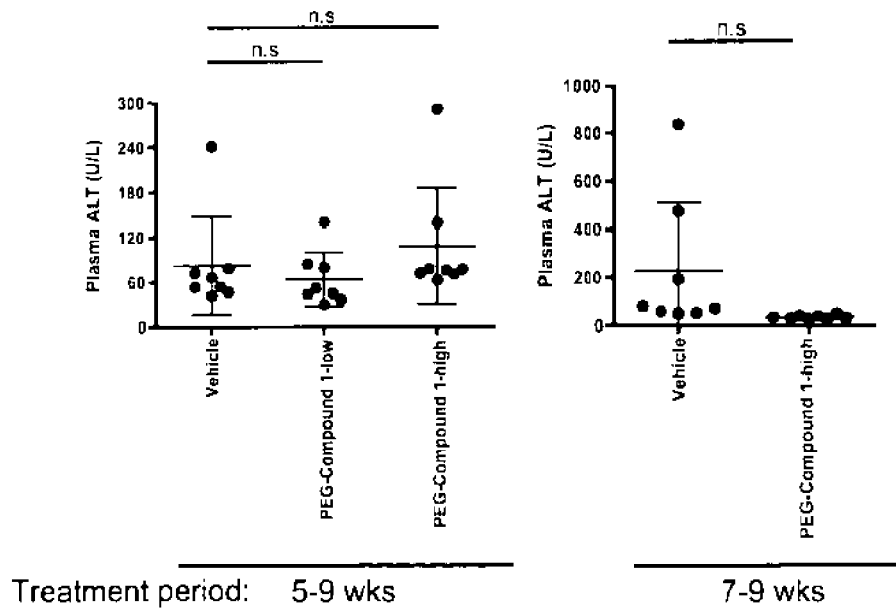 n.s
n.s
n.s
Plasma ALT (U/L)
300
240
180
120
60
0
Vehicle
PEG-Compound 1-low
PEG-Compound 1-high
Plasma ALT (U/L)
1000
800
600
400
200
0
Vehicle
PEG-Compound 1-high
Treatment period: 5-9 wks 7-9 wks